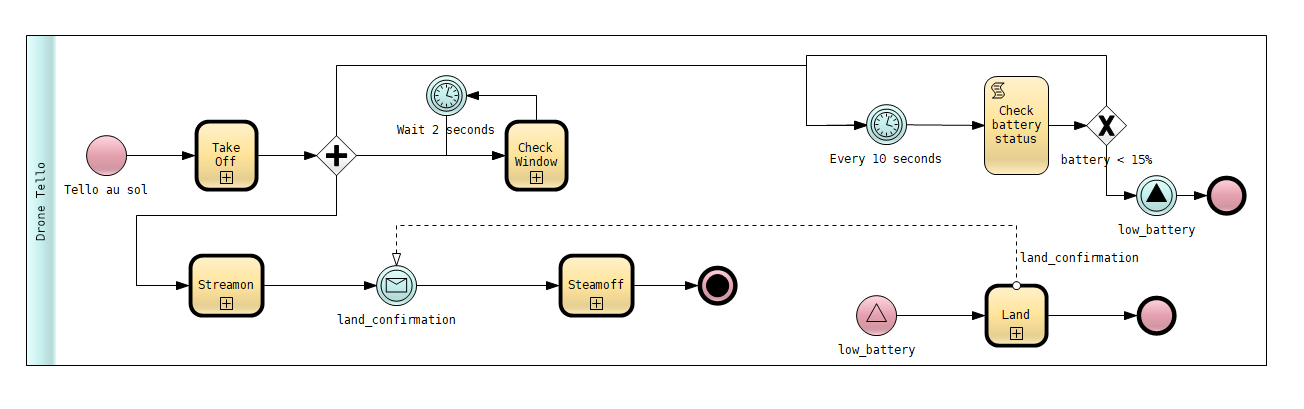 Drone Tello
Tello au sol
Take
Off
Wait 2 seconds
Check
Window
Every 10 seconds
Check
battery
status
battery < 15%
low_battery
Streamon
land_confirmation
Steamoff
land_confirmation
low_battery
Land